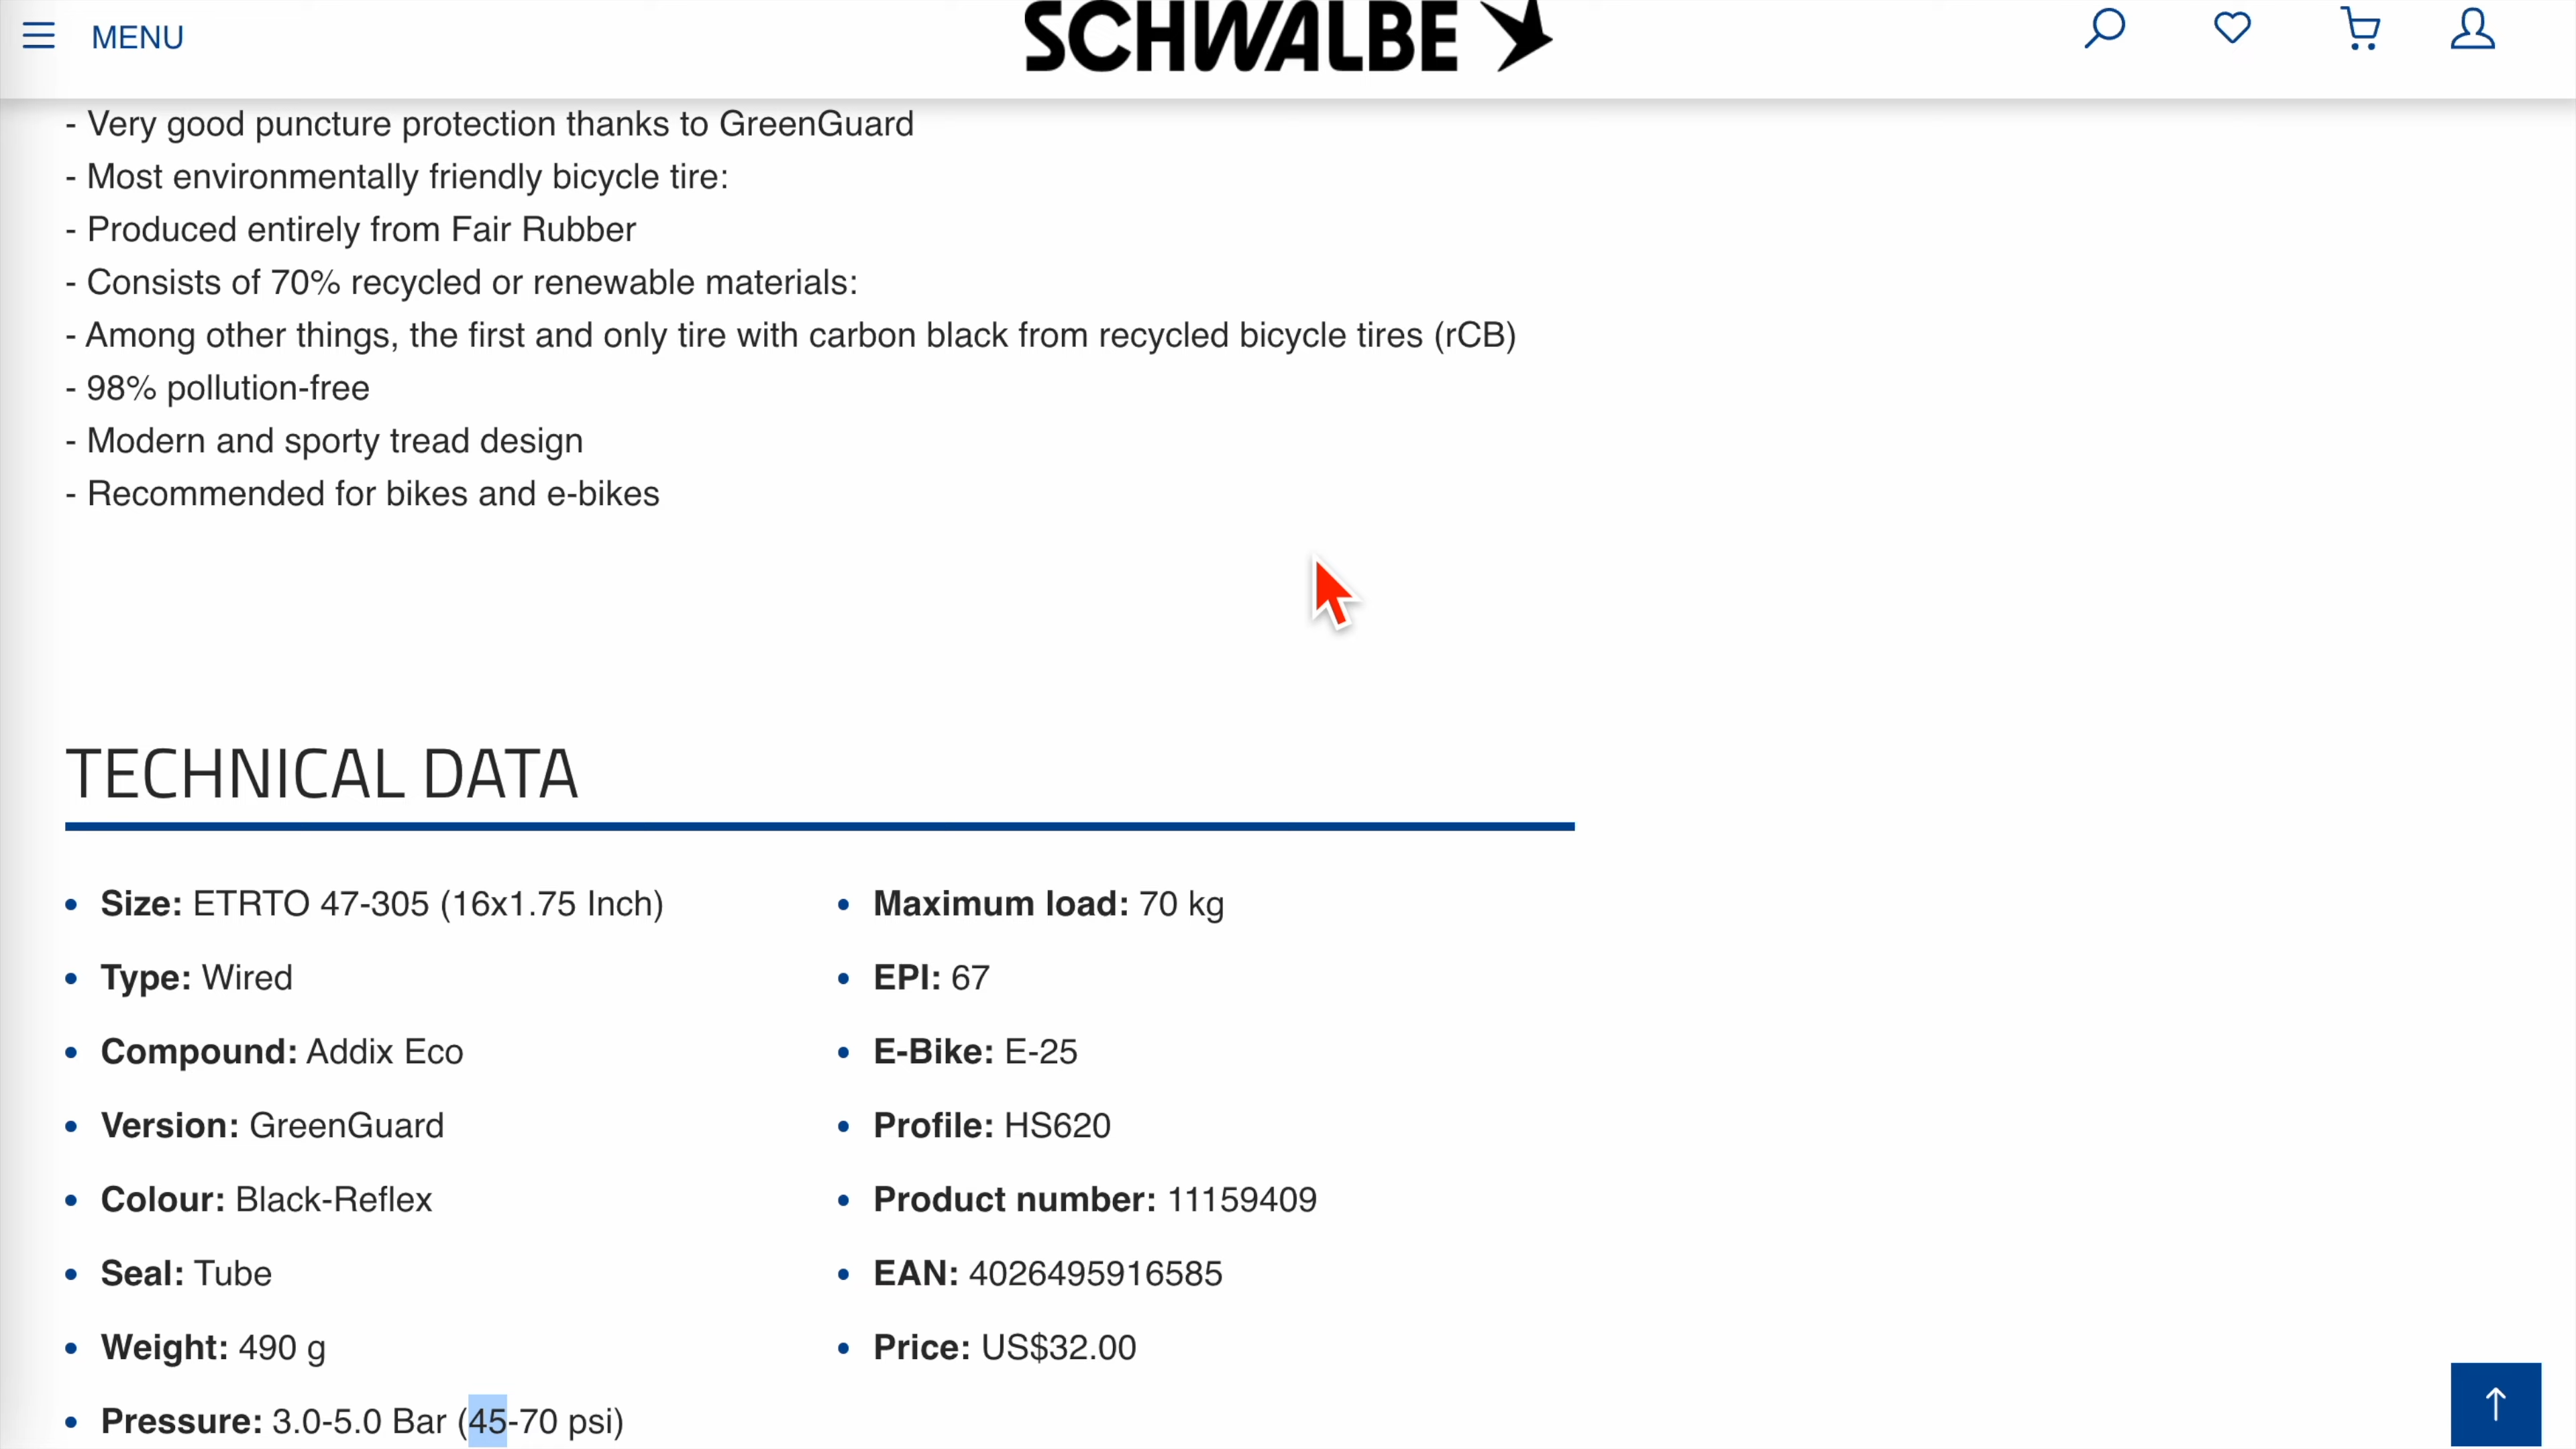 MENU
SCHWALBE
- Very good puncture protection thanks to GreenGuard
- Most environmentally friendly bicycle tire:
- Produced entirely from Fair Rubber
- Consists of 70% recycled or renewable materials:
- Among other things, the first and only tire with carbon black from recycled bicycle tires (rCB)
- 98% pollution-free
- Modern and sporty tread design
- Recommended for bikes and e-bikes
TECHNICAL DATA
Size: ETRTO 47-305 (16x1.75 Inch)
Type: Wired
Compound: Addix Eco
Version: GreenGuard
Colour: Black-Reflex
Seal: Tube
Weight: 490 g
Pressure: 3.0-5.0 Bar (45-70 psi)
Maximum load: 70 kg
EPI: 67
E-Bike: E-25
Profile: HS620
Product number: 11159409
EAN: 4026495916585
Price: US$32.00